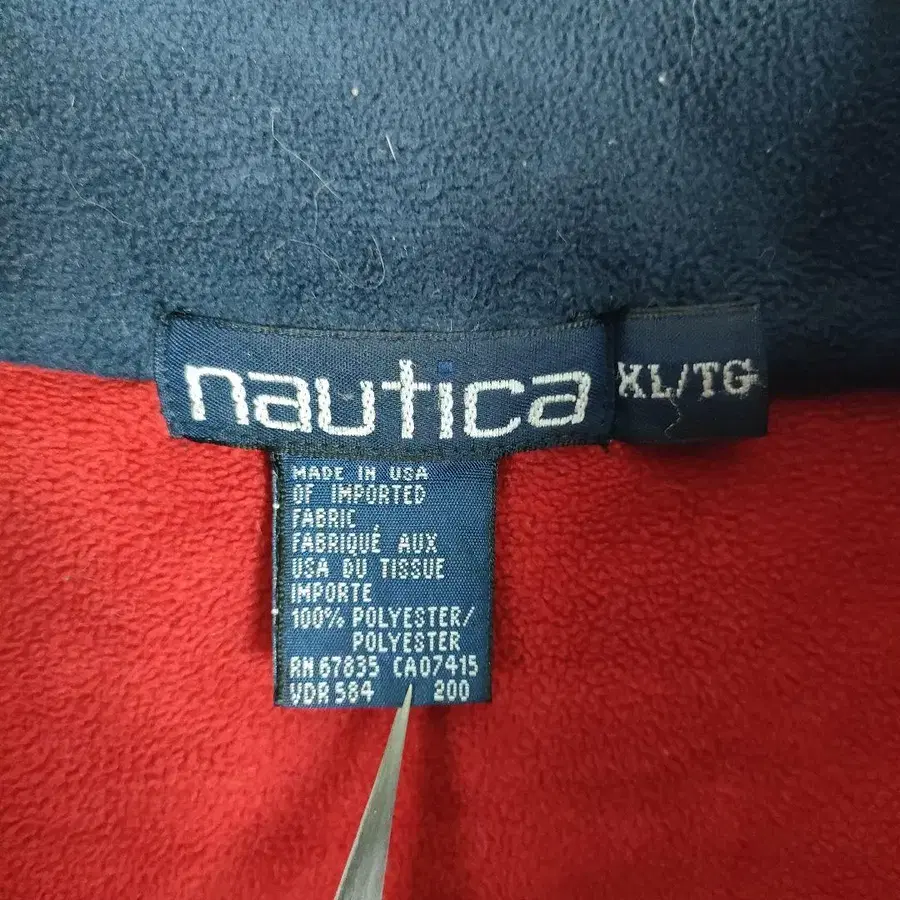 nautica
XL/TG
MADE IN USA
OF IMPORTED
FABRIC
FABRIQUÉ AUX
USA DU TISSUE
IMPORTE
100% POLYESTER/
POLYESTER
RN 67835 CA07415
VDR 584 200